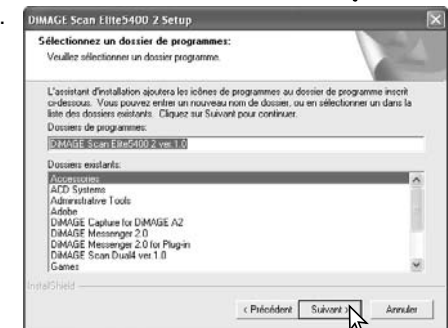 .
DiMAGE Scan Elite5400 2 Setup
Sélectionnez un dossier de programmes:
Veuillez sélectionner un dossier programme.
L'assistant d'installation ajoutera les icônes de programmes au dossier de programme inscrit
ci-dessous. Vous pouvez entrer un nouveau nom de dossier, ou en sélectionner un dans la
liste des dossiers existants. Cliquez sur Suivant pour continuer.
Dossiers de programmes:
DiMAGE Scan Elite5400 2 ver.1.0
Dossiers existants:
Accessories
ACD Systems
Administrative Tools
Adobe
DiMAGE Capture for DiMAGE A2
DiMAGE Messenger 2.0
DiMAGE Messenger 2.0 for Plug-in
DiMAGE Scan Dual4 ver.1.0
Games
InstallShield
< Précédent Suivant > Annuler